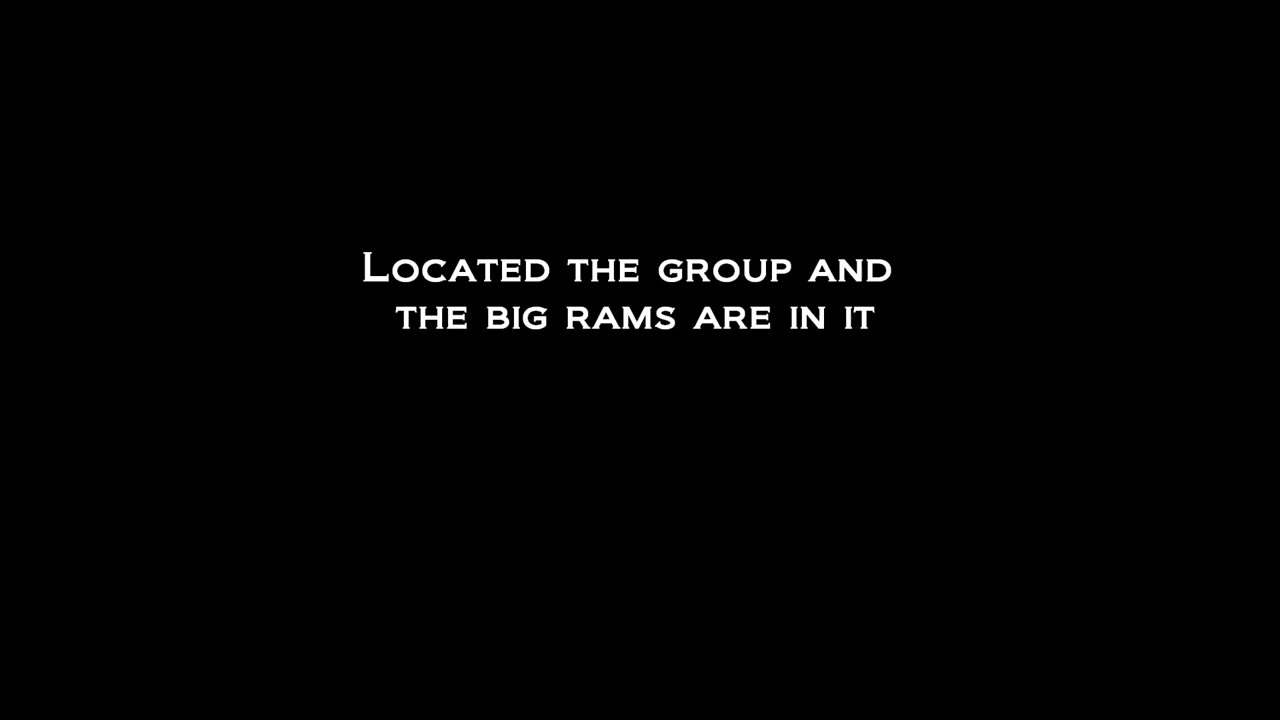 Located the group and
the big rams are in it